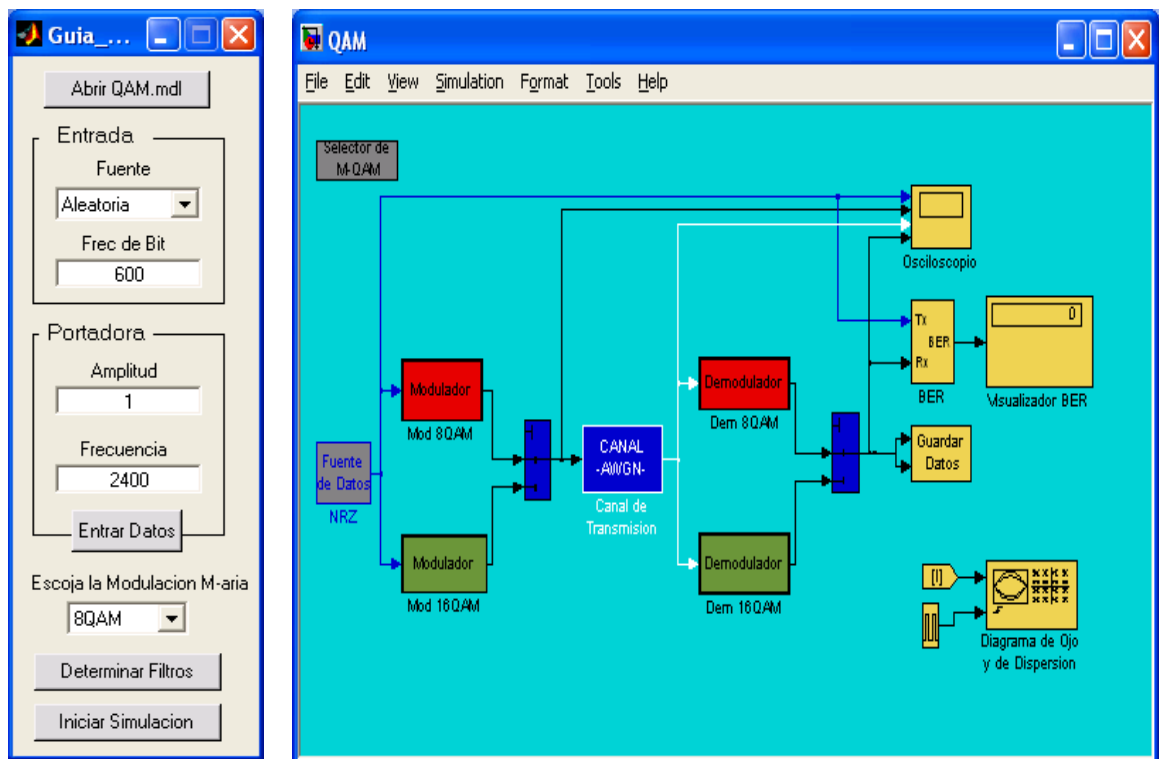 Guia_...
Abrir QAM.mdl
Entrada
Fuente
Aleatoria
Frec de Bit
600
Portadora
Amplitud
1
Frecuencia
2400
Entrar Datos
Escoja la Modulacion M-aria
8QAM
Determinar Filtros
Iniciar Simulacion
QAM
File Edit View Simulation Format Tools Help
Selector de
M-QAM
Osciloscopio
Tx
BER
Rx
BER
0
Visualizador BER
Modulador
Mod 8QAM
Demodulador
Dem 8QAM
Fuente
de Datos
NRZ
CANAL
-AWGN-
Canal de
Transmision
Guardar
Datos
Modulador
Mod 16QAM
Demodulador
Dem 16QAM
[I]
Diagrama de Ojo
y de Dispersion